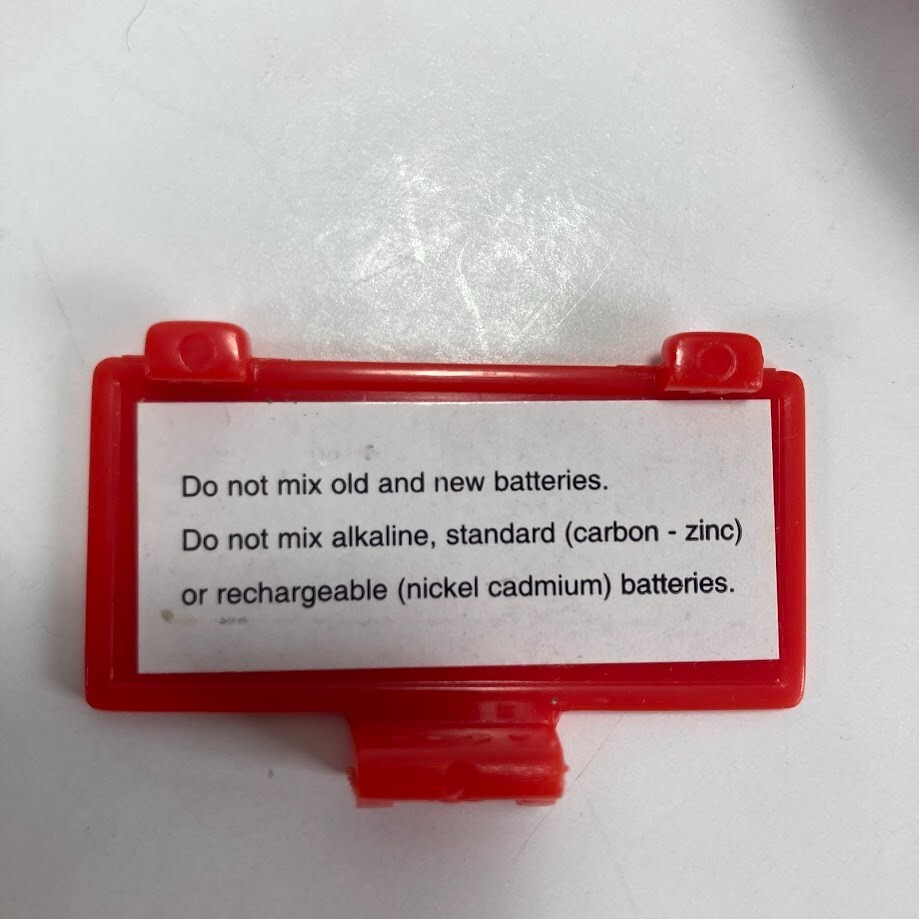 Do not mix old and new batteries.
Do not mix alkaline, standard (carbon - zinc)
or rechargeable (nickel cadmium) batteries.